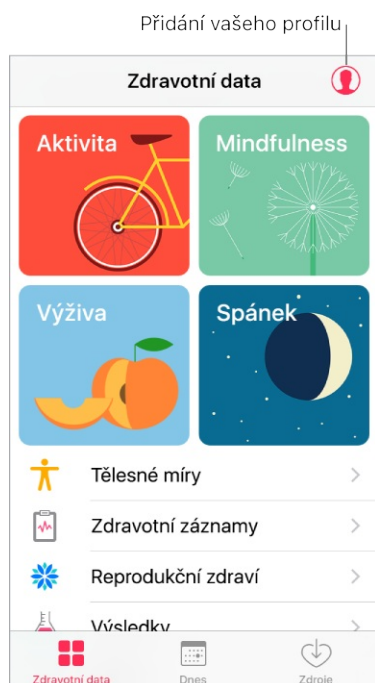 Přidání vašeho profilu
Zdravotní data
Aktivita
Mindfulness
Výživa
Spánek
Tělesné míry
Zdravotní záznamy
Reprodukční zdraví
Výsledky
Zdravotní data
Dnes
Zdroje